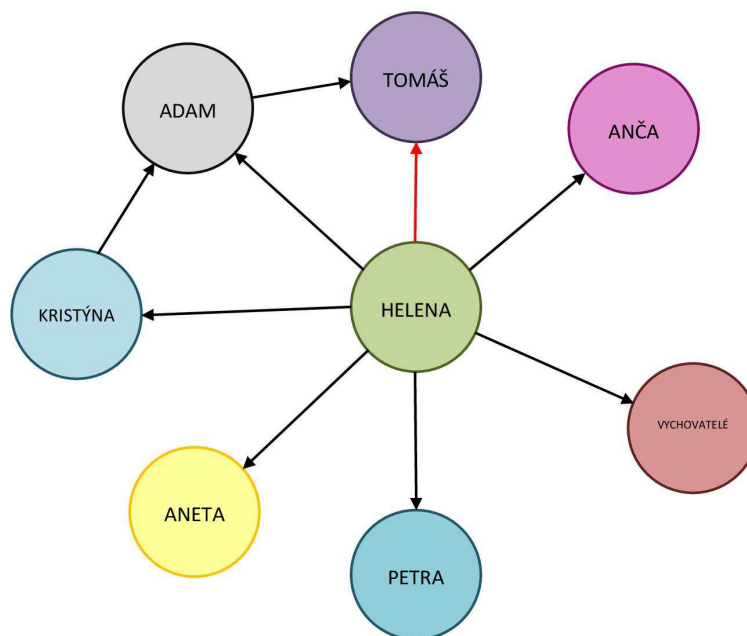 TOMÁŠ
ADAM
ANČA
KRISTÝNA
HELENA
VYCHOVATELÉ
ANETA
PETRA